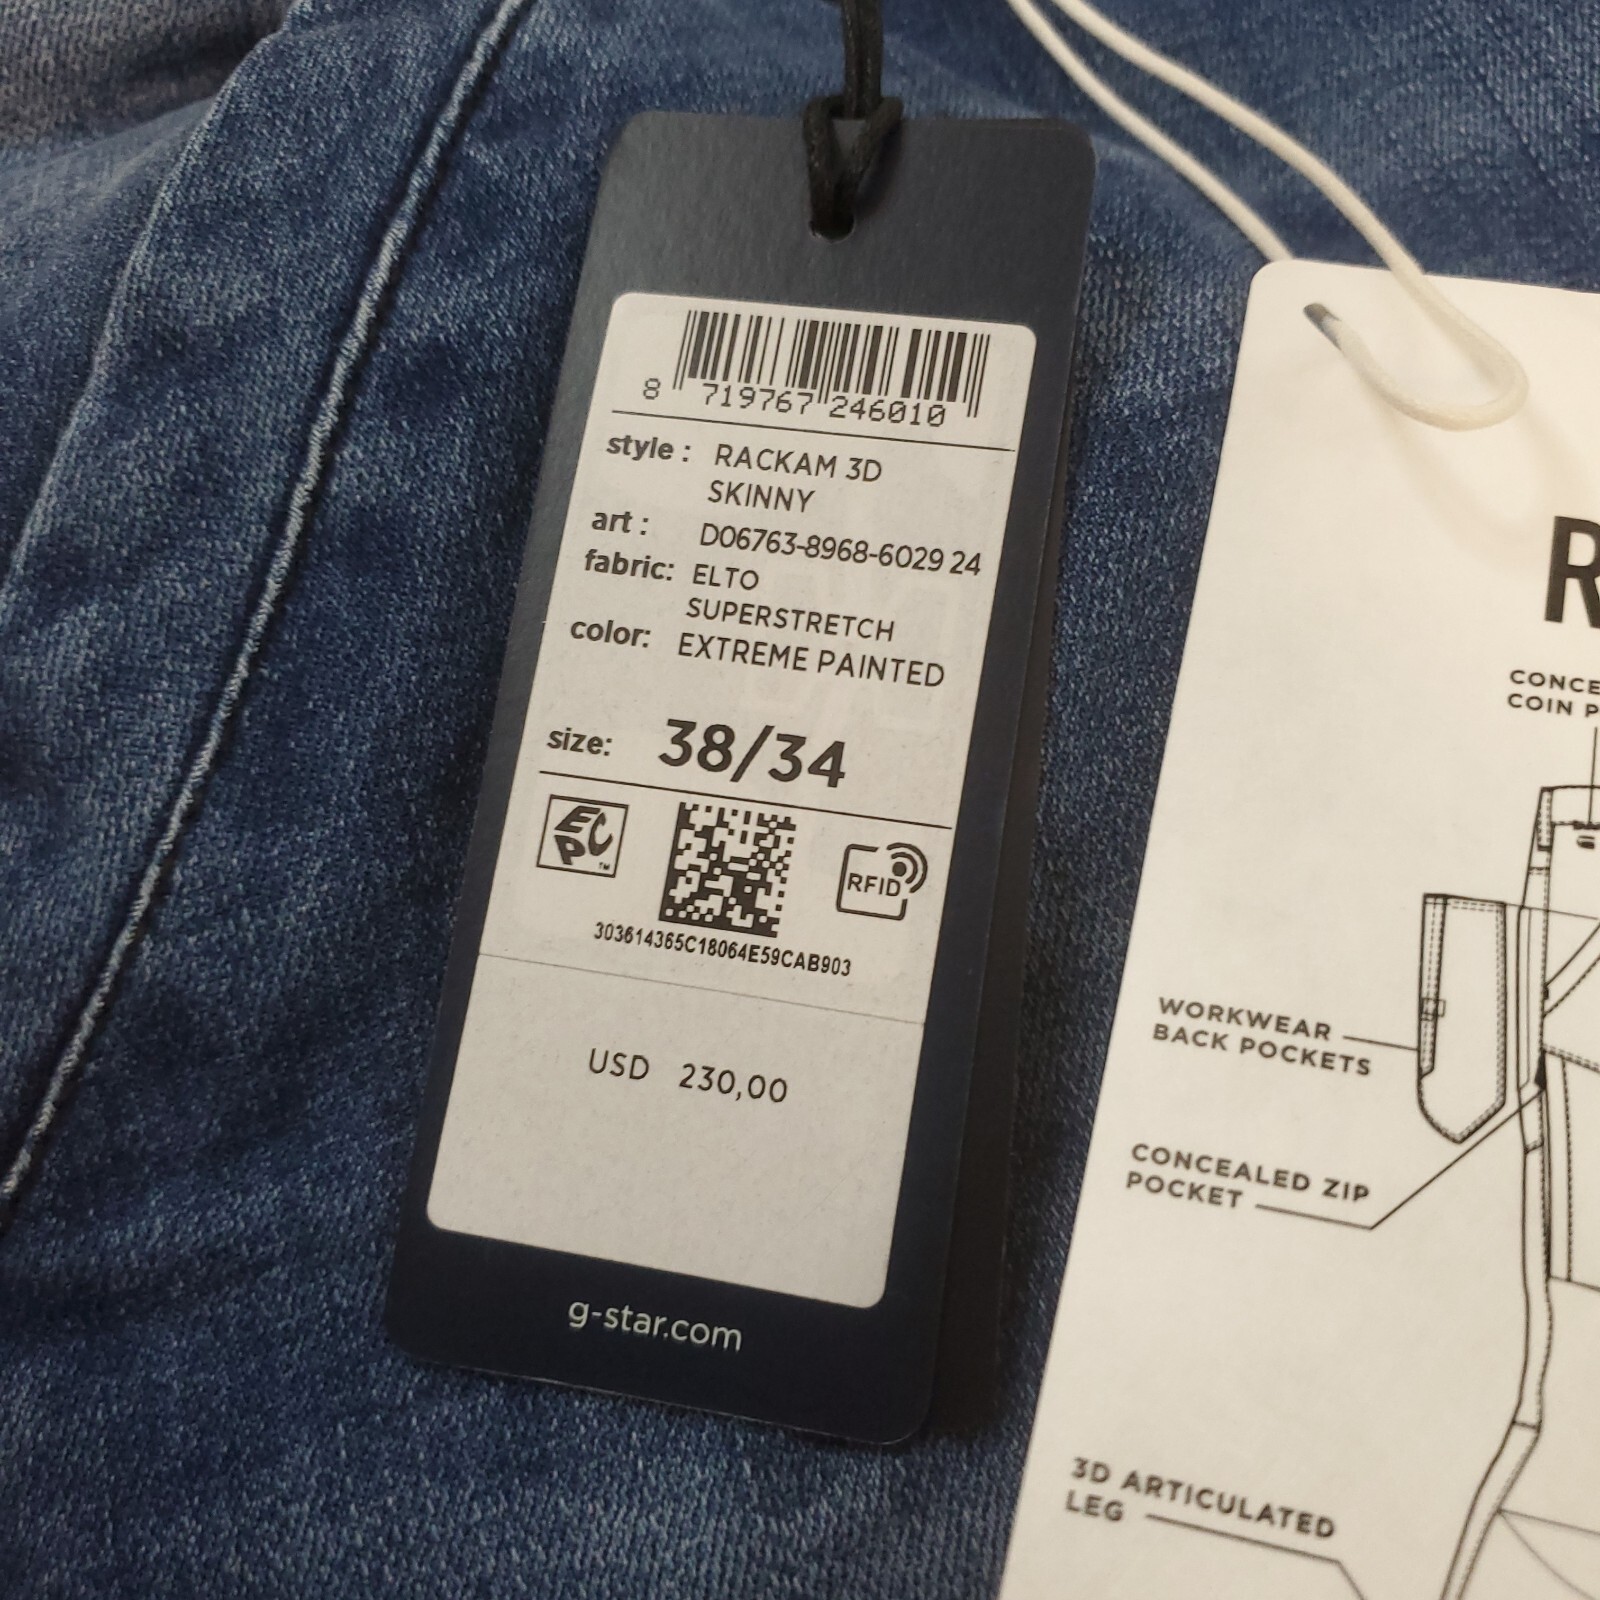 8 719767 246010
style : RACKAM 3D
SKINNY
art : D06763-8968-6029 24
fabric: ELTO
SUPERSTRETCH
color: EXTREME PAINTED
size: 38/34
EPC™
RFID
303614365C18064E59CAB903
USD 230,00
g-star.com
R
CONCE
COIN P
WORKWEAR
BACK POCKETS
CONCEALED ZIP
POCKET
3D ARTICULATED
LEG